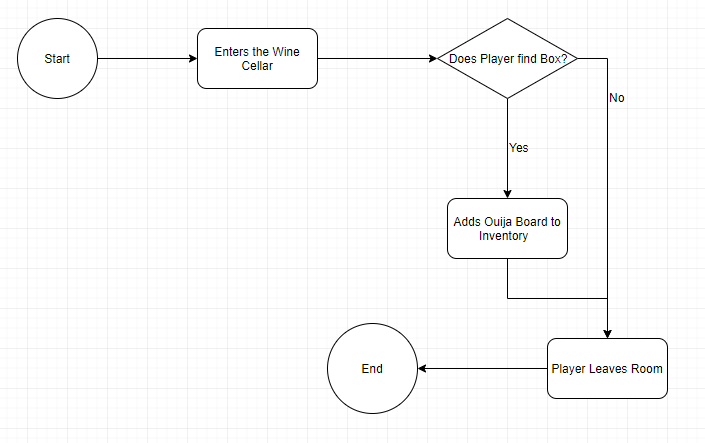 Start
Enters the Wine
Cellar
Does Player find Box?
No
Yes
Adds Ouija Board to
Inventory
End
Player Leaves Room